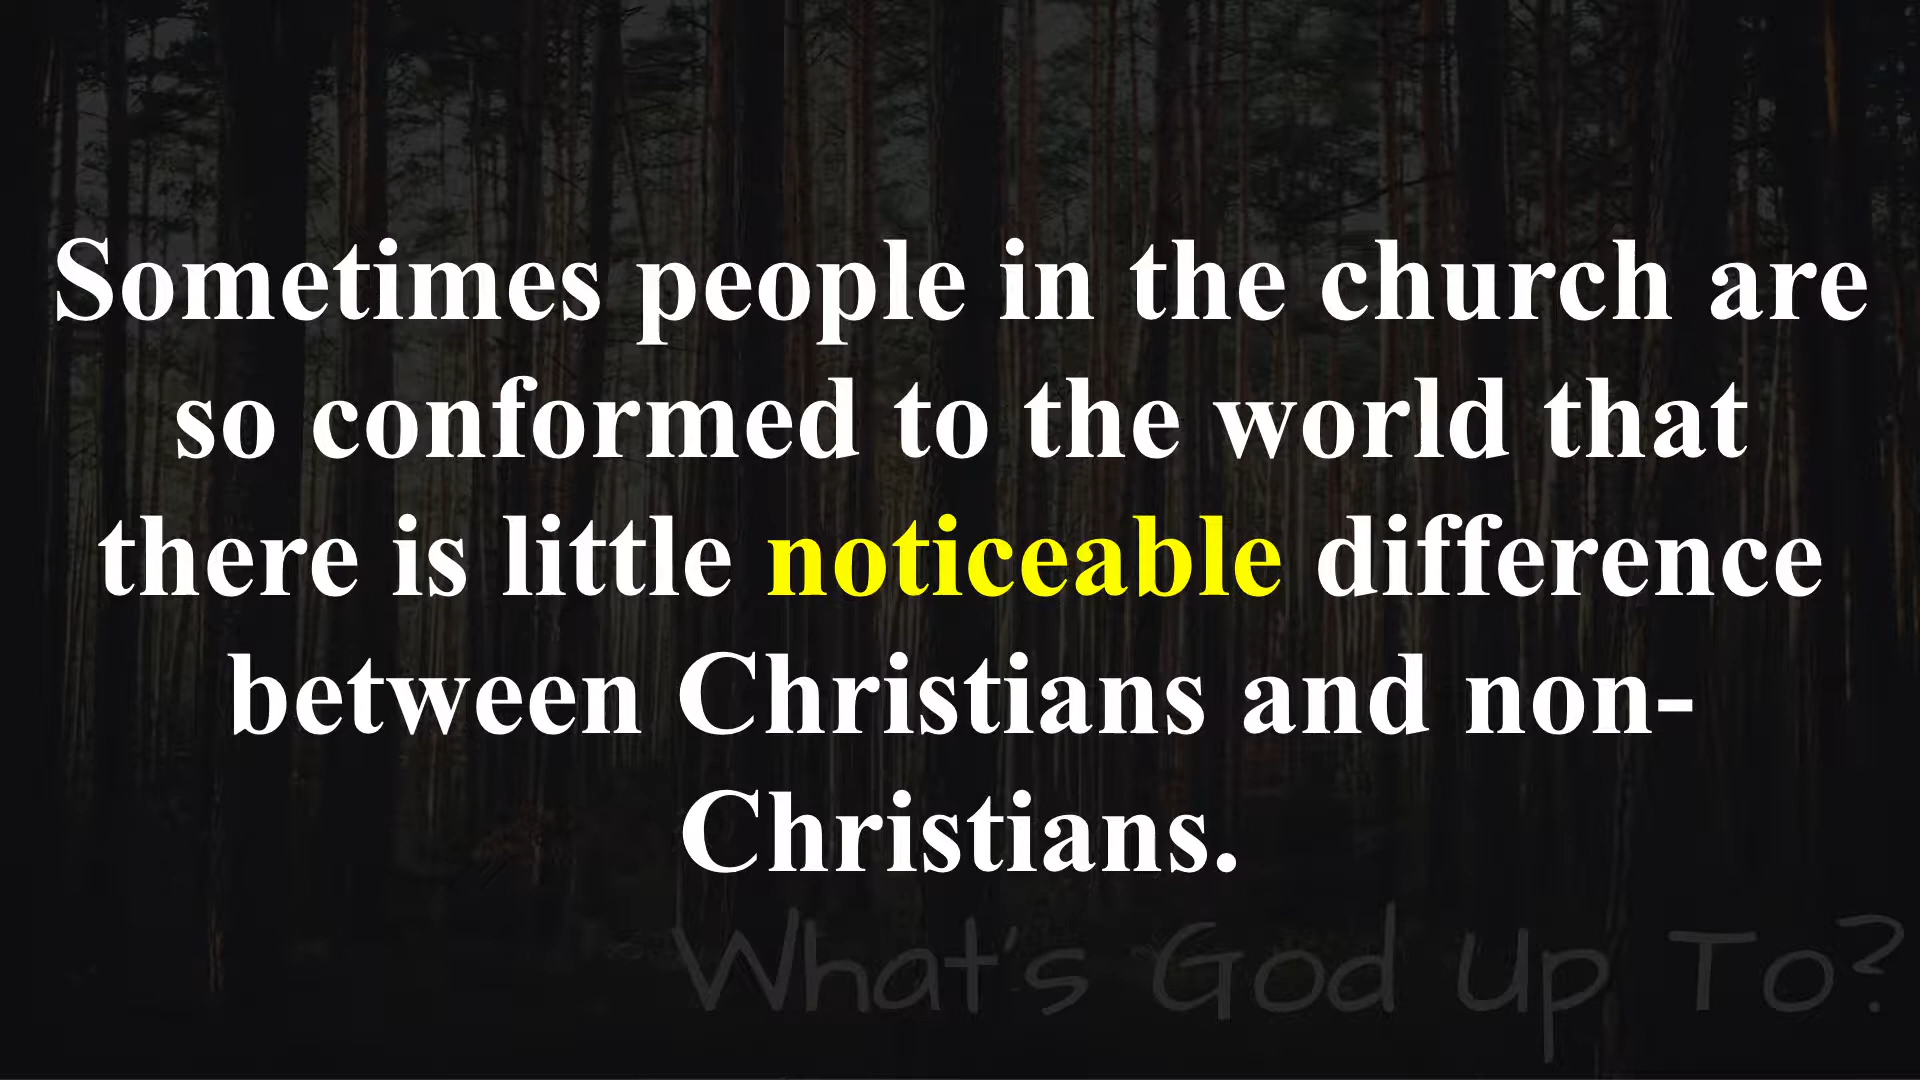 Sometimes people in the church are
so conformed to the world that
there is little noticeable difference
between Christians and non-
Christians.
What's God Up To?